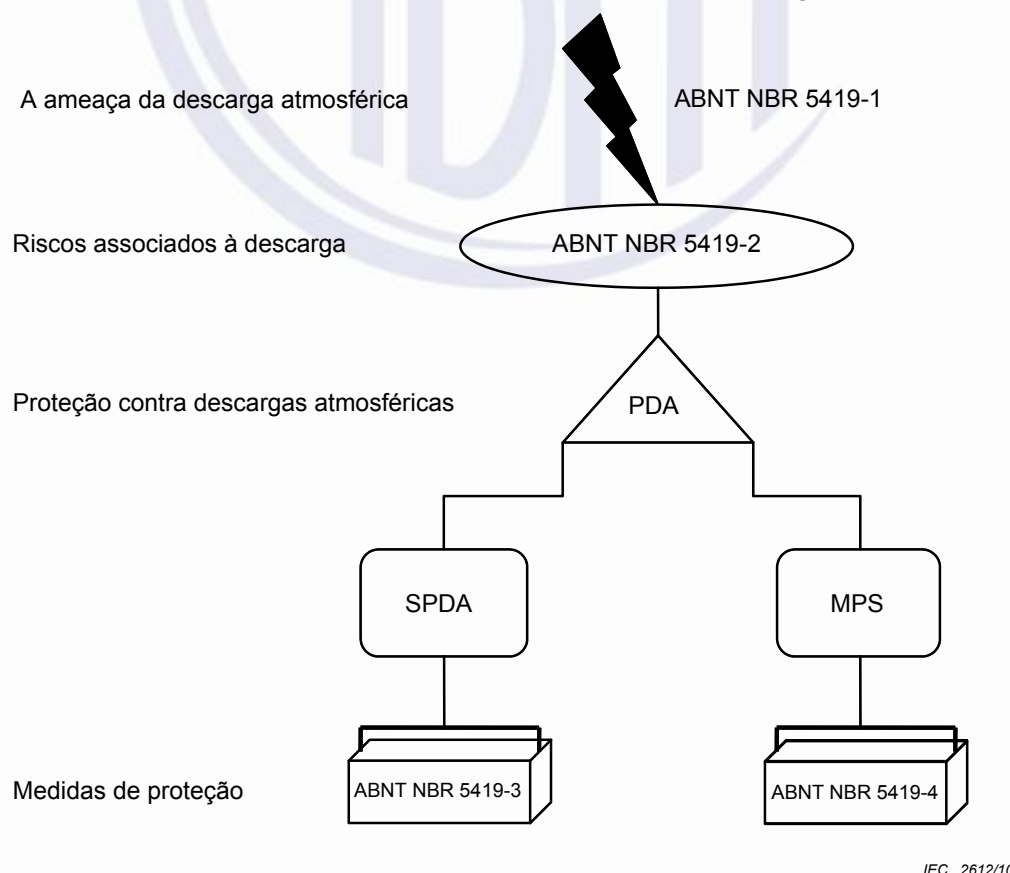 A ameaça da descarga atmosférica
ABNT NBR 5419-1
Riscos associados à descarga
ABNT NBR 5419-2
Proteção contra descargas atmosféricas
PDA
SPDA
MPS
Medidas de proteção
ABNT NBR 5419-3
ABNT NBR 5419-4